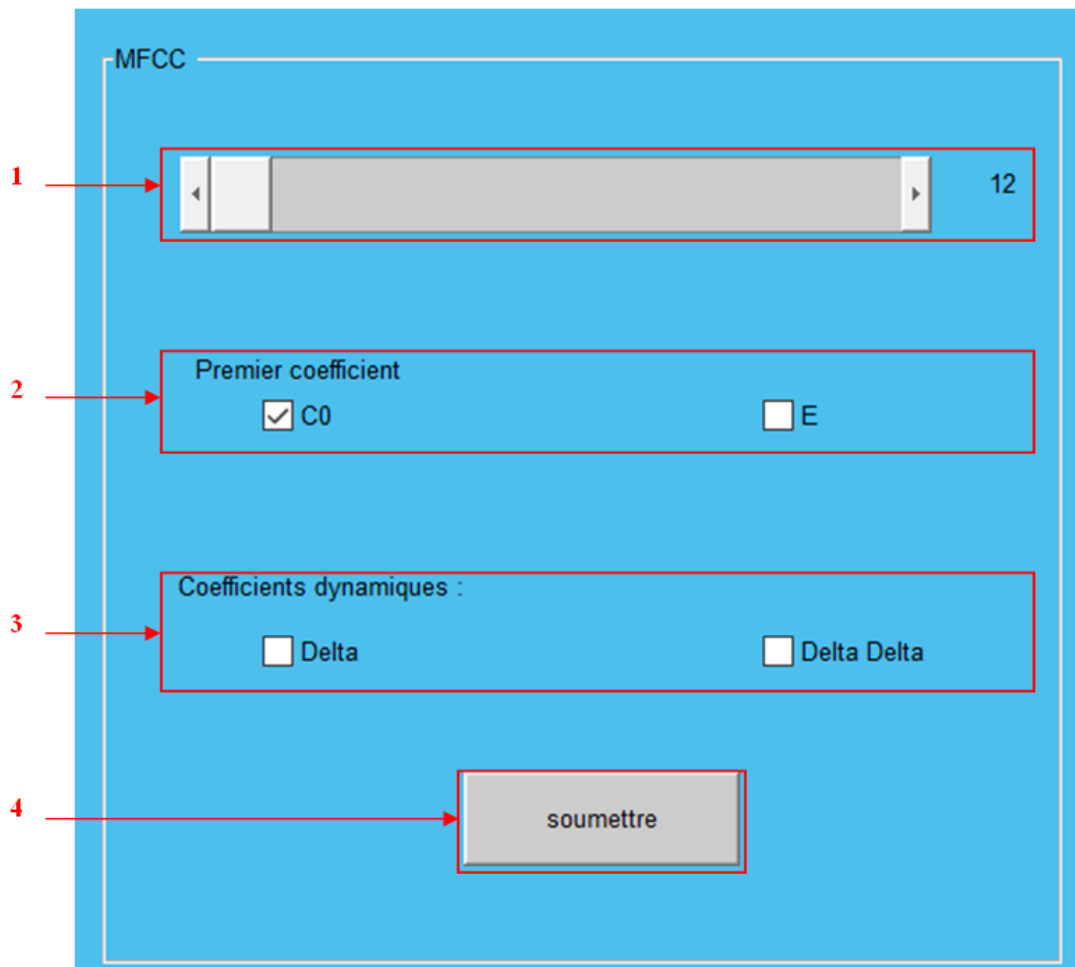 MFCC
1
12
Premier coefficient
2
C0
E
Coefficients dynamiques :
3
Delta
Delta Delta
4
soumettre